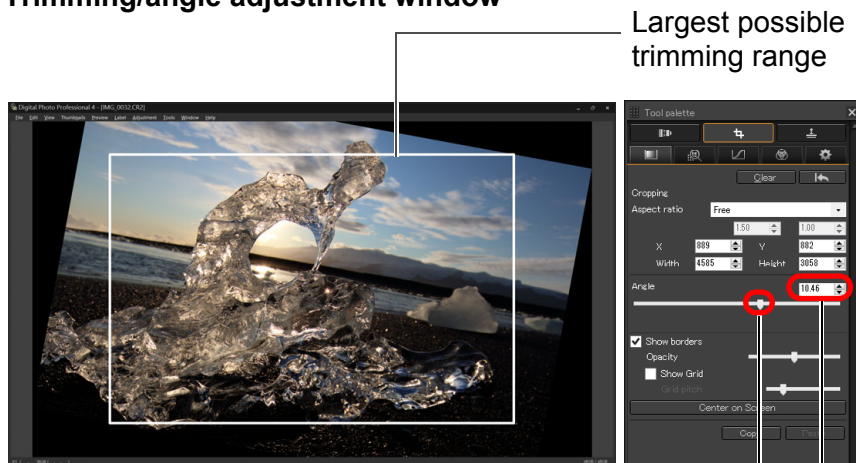 Trimming/angle adjustment window
Largest possible
trimming range
Digital Photo Professional 4 - [IMG_0032.CR2]
File Edit View Thumbnails Preview Label Adjustment Tools Window Help
Tool palette
Clear
Cropping
Aspect ratio Free
1.50 1.00
X 889 Y 882
Width 4585 Height 3058
Angle 10.46
Show borders
Opacity
Show Grid
Grid pitch
Center on Screen
Copy Paste